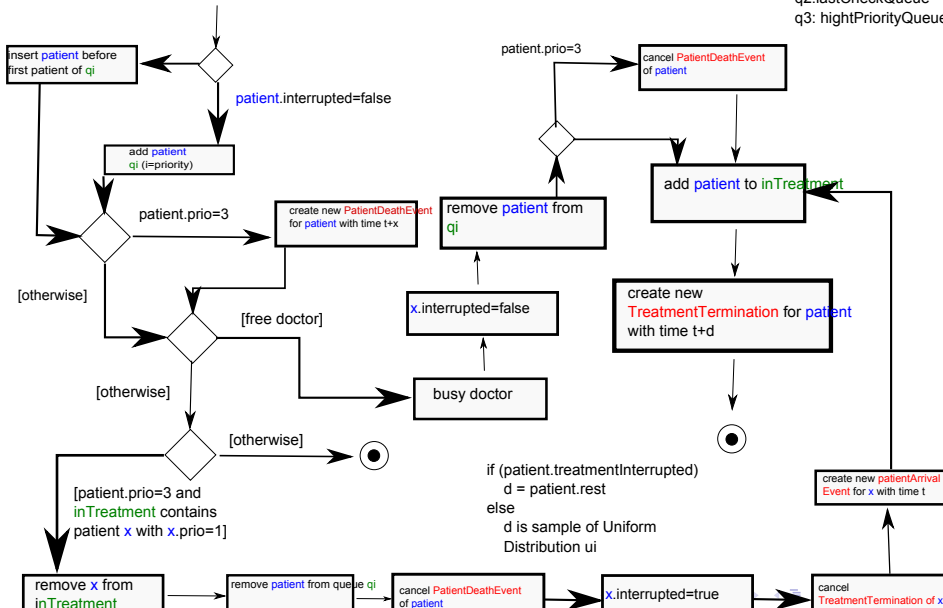 q2:lastCheckQueue
q3: hightPriorityQueue
insert patient before
first patient of qi
patient.interrupted=false
add patient
qi (i=priority)
patient.prio=3
create new PatientDeathEvent
for patient with time t+x
[otherwise]
[free doctor]
[otherwise]
[otherwise]
[patient.prio=3 and
inTreatment contains
patient x with x.prio=1]
patient.prio=3
cancel PatientDeathEvent
of patient
remove patient from
qi
x.interrupted=false
busy doctor
add patient to inTreatment
create new
TreatmentTermination for patient
with time t+d
if (patient.treatmentInterrupted)
d = patient.rest
else
d is sample of Uniform
Distribution ui
create new patientArrival
Event for x with time t
remove x from
inTreatment
remove patient from queue qi
cancel PatientDeathEvent
of patient
x.interrupted=true
cancel
TreatmentTermination of x